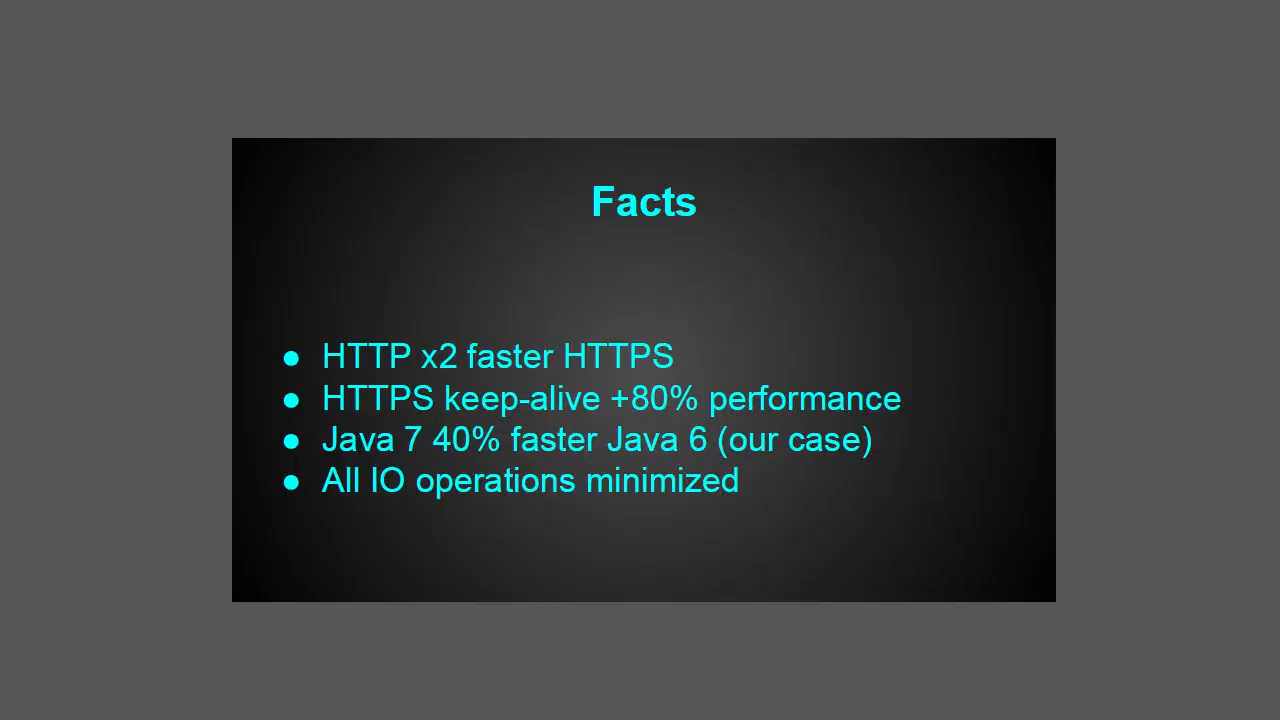 Facts
● HTTP x2 faster HTTPS
● HTTPS keep-alive +80% performance
● Java 7 40% faster Java 6 (our case)
● All IO operations minimized